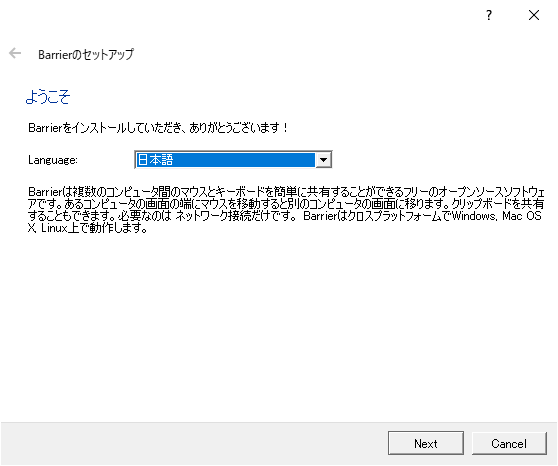 ?
Barrierのセットアップ
ようこそ
Barrierをインストールしていただき、ありがとうございます！
Language: 日本語
Barrierは複数のコンピュータ間のマウスとキーボードを簡単に共有することができるフリーのオープンソースソフトウェ
アです。あるコンピュータの画面の端にマウスを移動すると別のコンピュータの画面に移ります。クリップボードを共有
することもできます。必要なのは ネットワーク接続だけです。 BarrierはクロスプラットフォームでWindows, Mac OS
X, Linux上で動作します。
Next Cancel